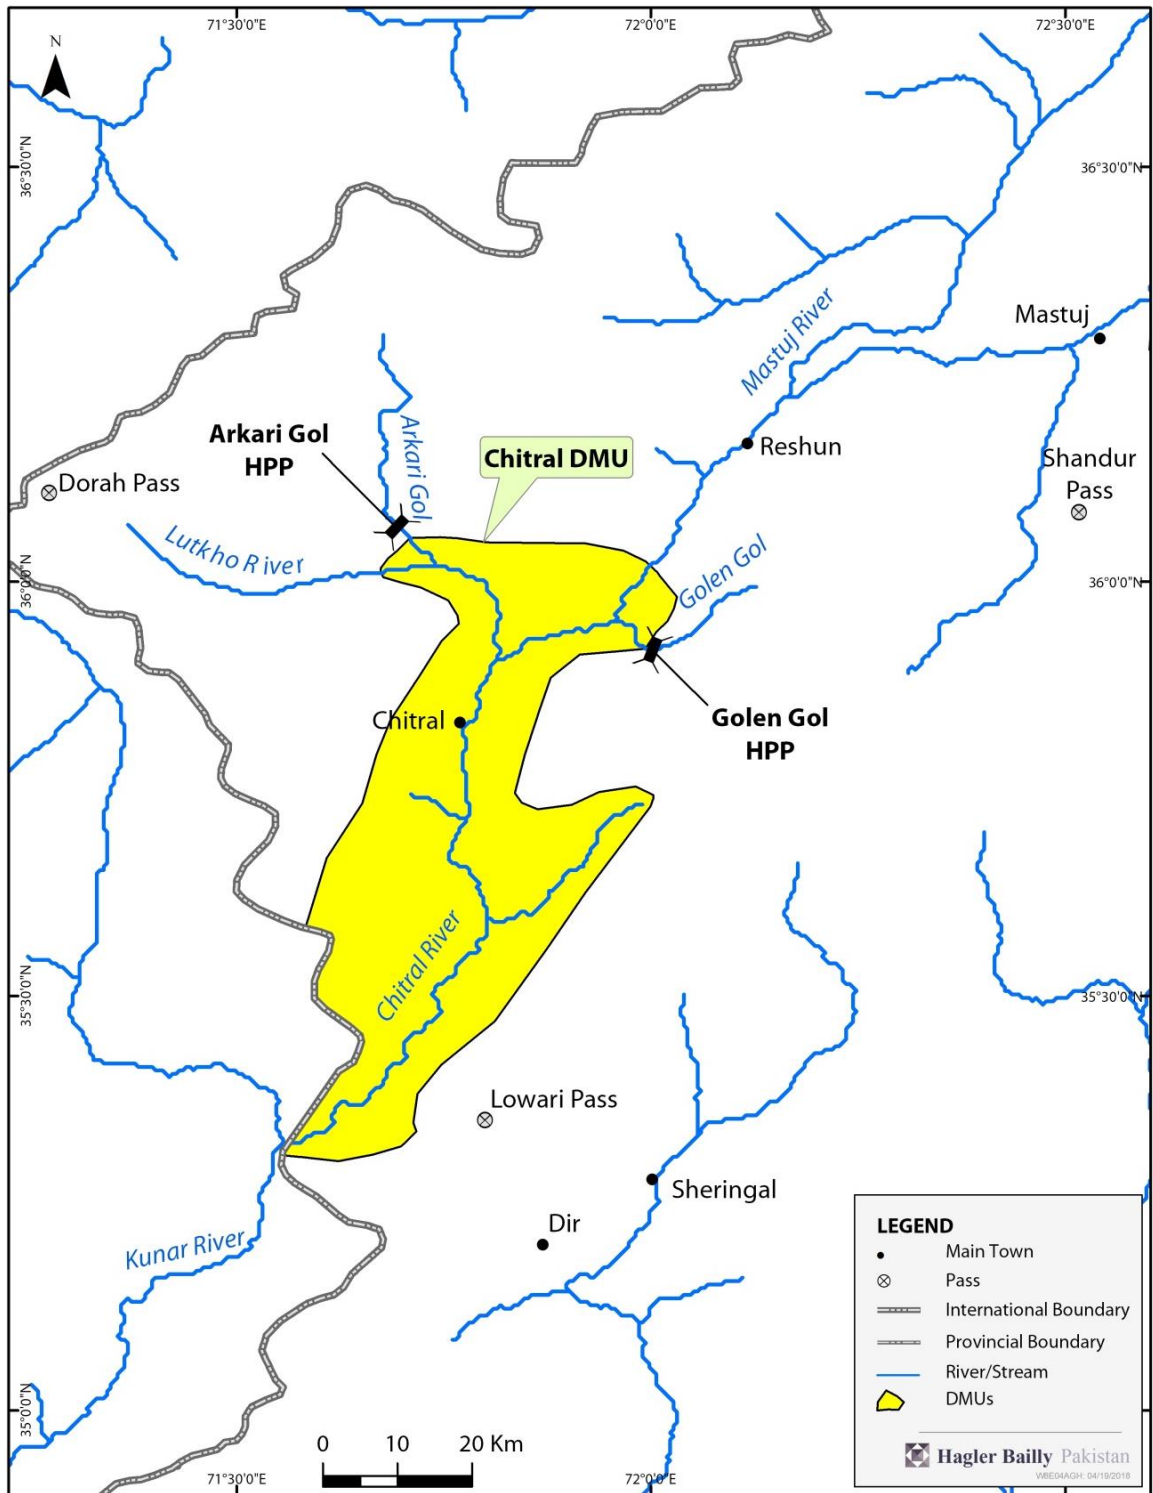 71°30'0"E
72°0'0"E
72°30'0"E
N
36°30'0"N
36°30'0"N
Mastuj River
Mastuj
Arkari Gol
HPP
Arkari Gol
Chitral DMU
Reshun
Shandur
Pass
Dorah Pass
Lutkho River
Golen Gol
36°0'0"N
36°0'0"N
Chitral
Golen Gol
HPP
Chitral River
35°30'0"N
35°30'0"N
Lowari Pass
Sheringal
Dir
Kunar River
LEGEND
Main Town
Pass
International Boundary
Provincial Boundary
River/Stream
DMUs
35°0'0"N
0 10 20 Km
Hagler Bailly Pakistan
W8E04AGH: 04/19/2018
71°30'0"E
72°0'0"E